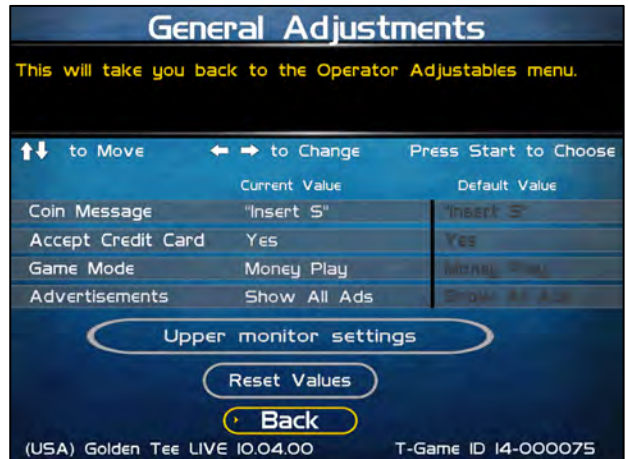 General Adjustments
This will take you back to the Operator Adjustables menu.
to Move to Change Press Start to Choose
Current Value Default Value
Coin Message "Insert S" "Insert S"
Accept Credit Card Yes Yes
Game Mode Money Play Money Play
Advertisements Show All Ads Show All Ads
Upper monitor settings
Reset Values
Back
(USA) Golden Tee LIVE 10.04.00 T-Game ID 14-000075